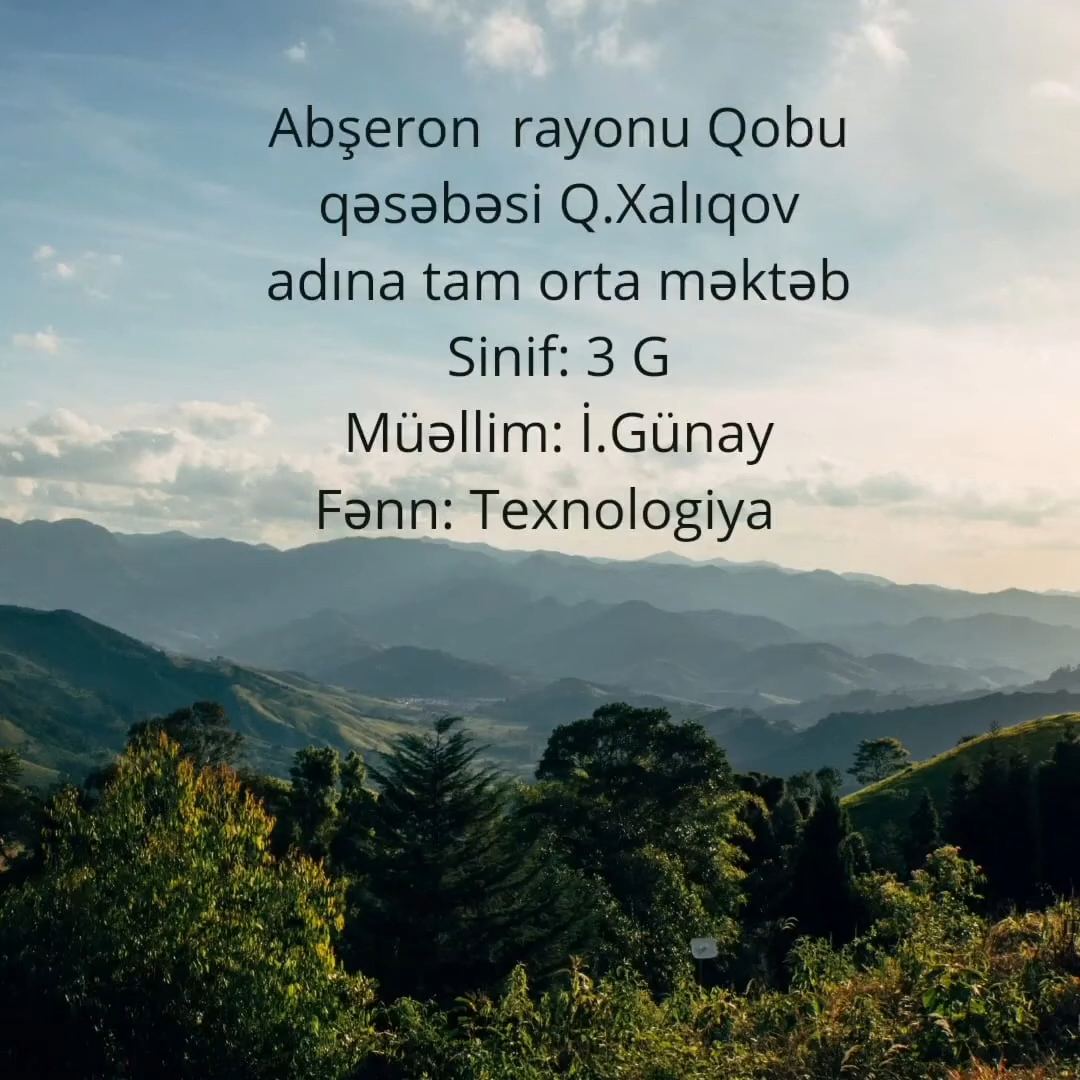 Abşeron rayonu Qobu
qəsəbəsi Q.Xalıqov
adına tam orta məktəb
Sinif: 3 G
Müəllim: İ.Günay
Fənn: Texnologiya